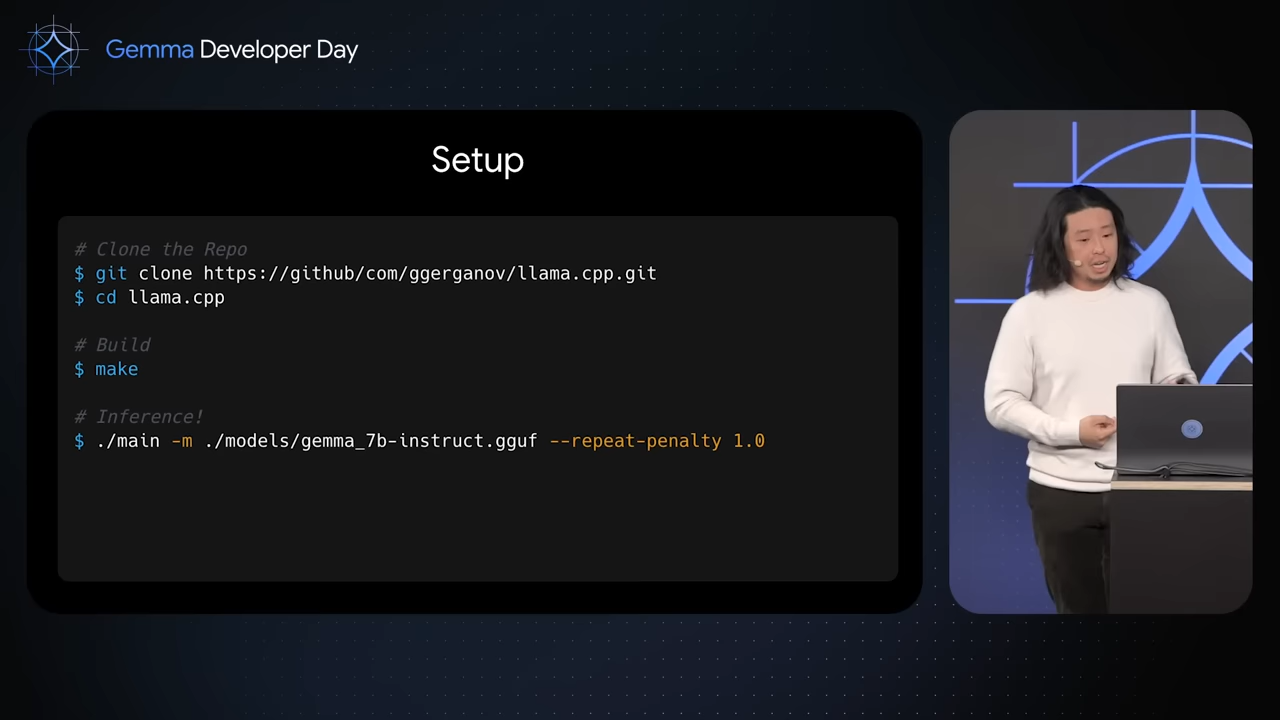 Gemma Developer Day
Setup
# Clone the Repo
$ git clone https://github/com/ggerganov/llama.cpp.git
$ cd llama.cpp
# Build
$ make
# Inference!
$ ./main -m ./models/gemma_7b-instruct.gguf --repeat-penalty 1.0